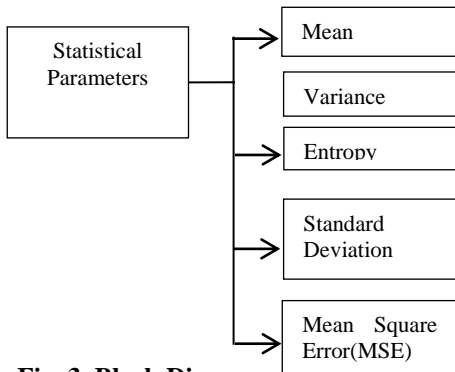 Statistical
Parameters
Mean
Variance
Entropy
Standard
Deviation
Mean Square
Error(MSE)
Fig. 3. Block Di